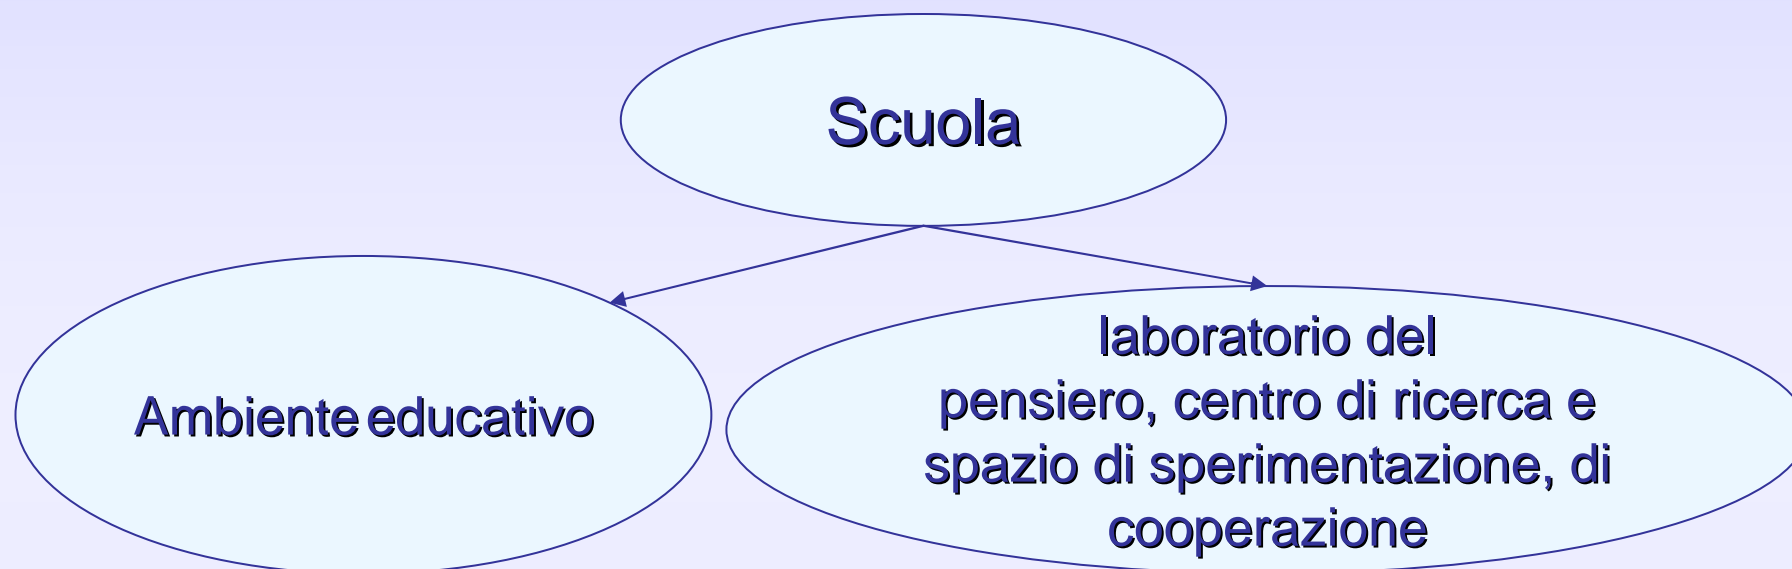 Scuola
Ambiente educativo
laboratorio del
pensiero, centro di ricerca e
spazio di sperimentazione, di
cooperazione